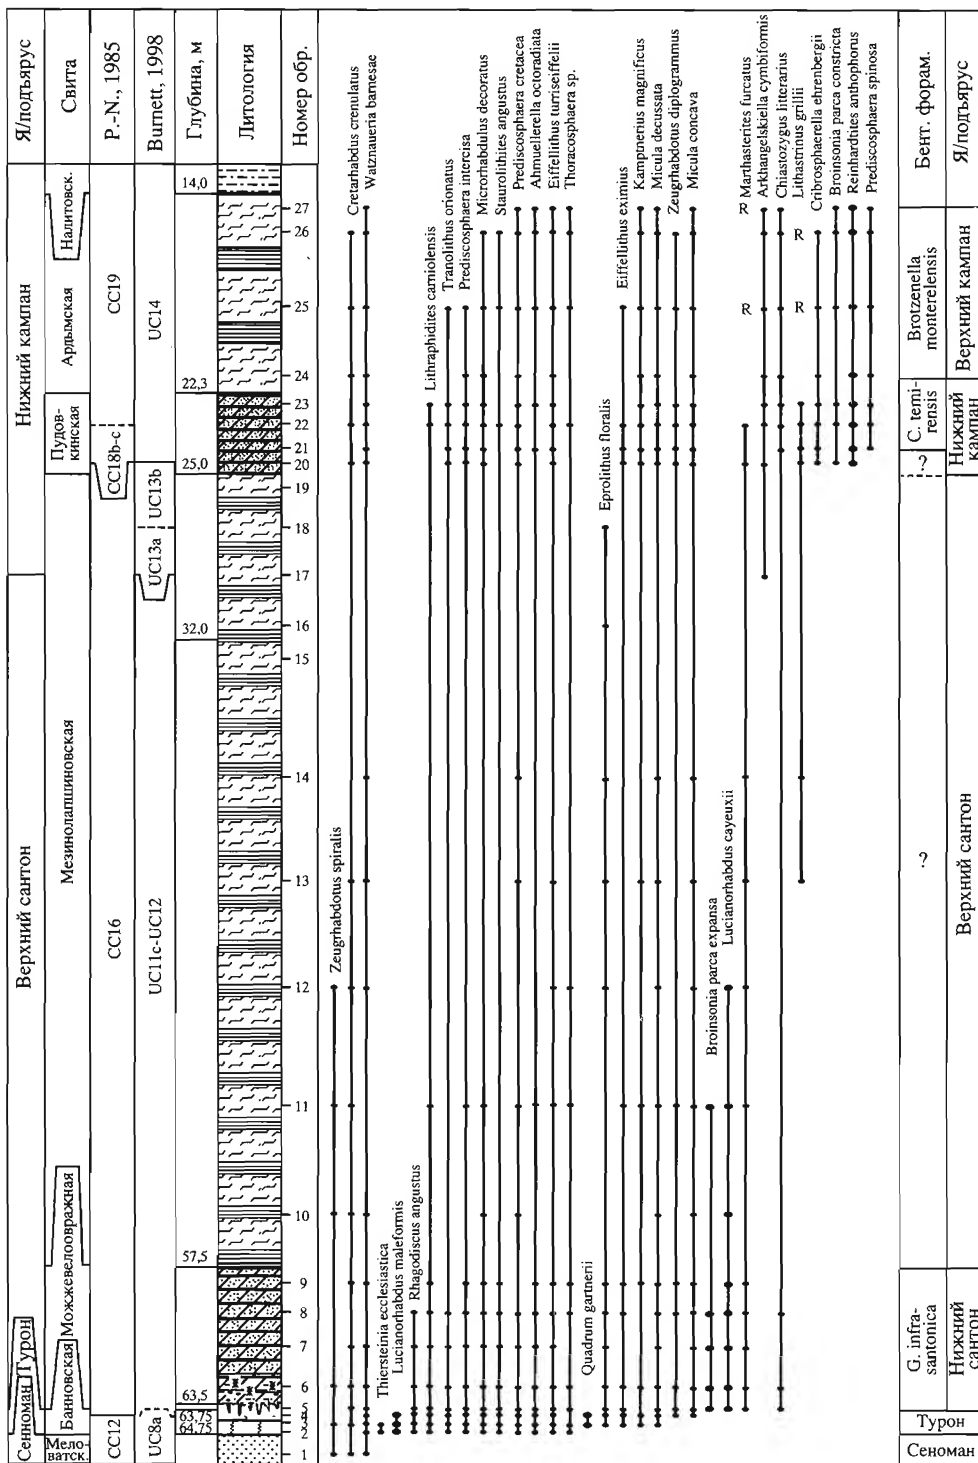 Я/подъярус
Свита
P.-N., 1985
Burnett, 1998
Глубина, м
Литология
Номер обр.
Бент. форам.
Я/подъярус
Нижний кампан
Верхний сантон
Турон
Сеноман
Налитовск.
Ардымская
Пудов-
кинская
Мезинолапшиновская
Можжевелоовражная
Банновская
Мело-
ватск.
CC19
CC18b-c
CC16
CC12
UC14
UC13b
UC13a
UC11c-UC12
UC8a
14,0
22,3
25,0
32,0
57,5
63,5
63,75
64,75
27
26
25
24
23
22
21
20
19
18
17
16
15
14
13
12
11
10
9
8
7
6
5
4
3
2
1
Zeugrhabdotus spiralis
Cretarhabdus crenulatus
Watznaueria barnesae
Thiersteinia ecclesiastica
Lucianorhabdus maleformis
Rhagodiscus angustus
Lithraphidites carniolensis
Tranolithus orionatus
Prediscosphaera intercisa
Microrhabdulus decoratus
Staurolithites angustus
Prediscosphaera cretacea
Ahmuellerella octoradiata
Eiffellithus turriseiffelii
Thoracosphaera sp.
Quadrum gartnerii
Eprolithus floralis
Eiffellithus eximius
Kamptnerius magnificus
Micula decussata
Zeugrhabdotus diplogrammus
Micula concava
Broinsonia parca expansa
Lucianorhabdus cayeuxii
Marthasterites furcatus
Arkhangelskiella cymbiformis
Chiastozygus litterarius
Lithastrinus grillii
Cribrosphaerella ehrenbergii
Broinsonia parca constricta
Reinhardtites anthophorus
Prediscosphaera spinosa
R
R
R
R
Brotzenella
monterelensis
C. temi-
rensis
?
?
G. infra-
santonica
Турон
Сеноман
Верхний кампан
Нижний
кампан
Верхний сантон
Нижний
сантон